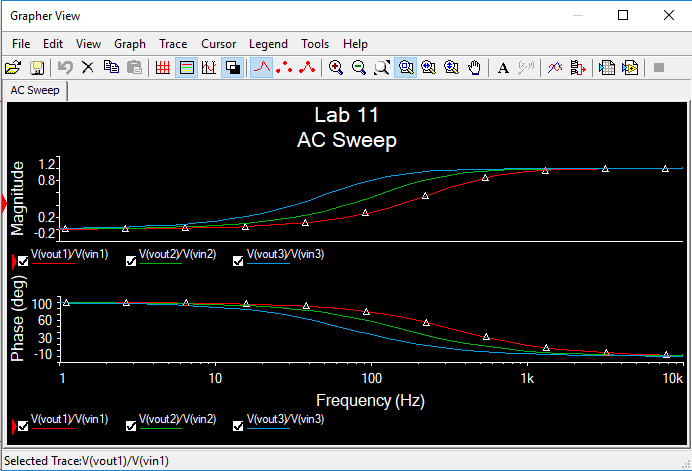 Grapher View
File Edit View Graph Trace Cursor Legend Tools Help
A
AC Sweep
Lab 11
AC Sweep
Magnitude
1.2
0.8
0.2
-0.2
V(vout1)/V(vin1) V(vout2)/V(vin2) V(vout3)/V(vin3)
Phase (deg)
100
60
30
-10
1 10 100 1k 10k
Frequency (Hz)
V(vout1)/V(vin1) V(vout2)/V(vin2) V(vout3)/V(vin3)
Selected Trace:V(vout1)/V(vin1)